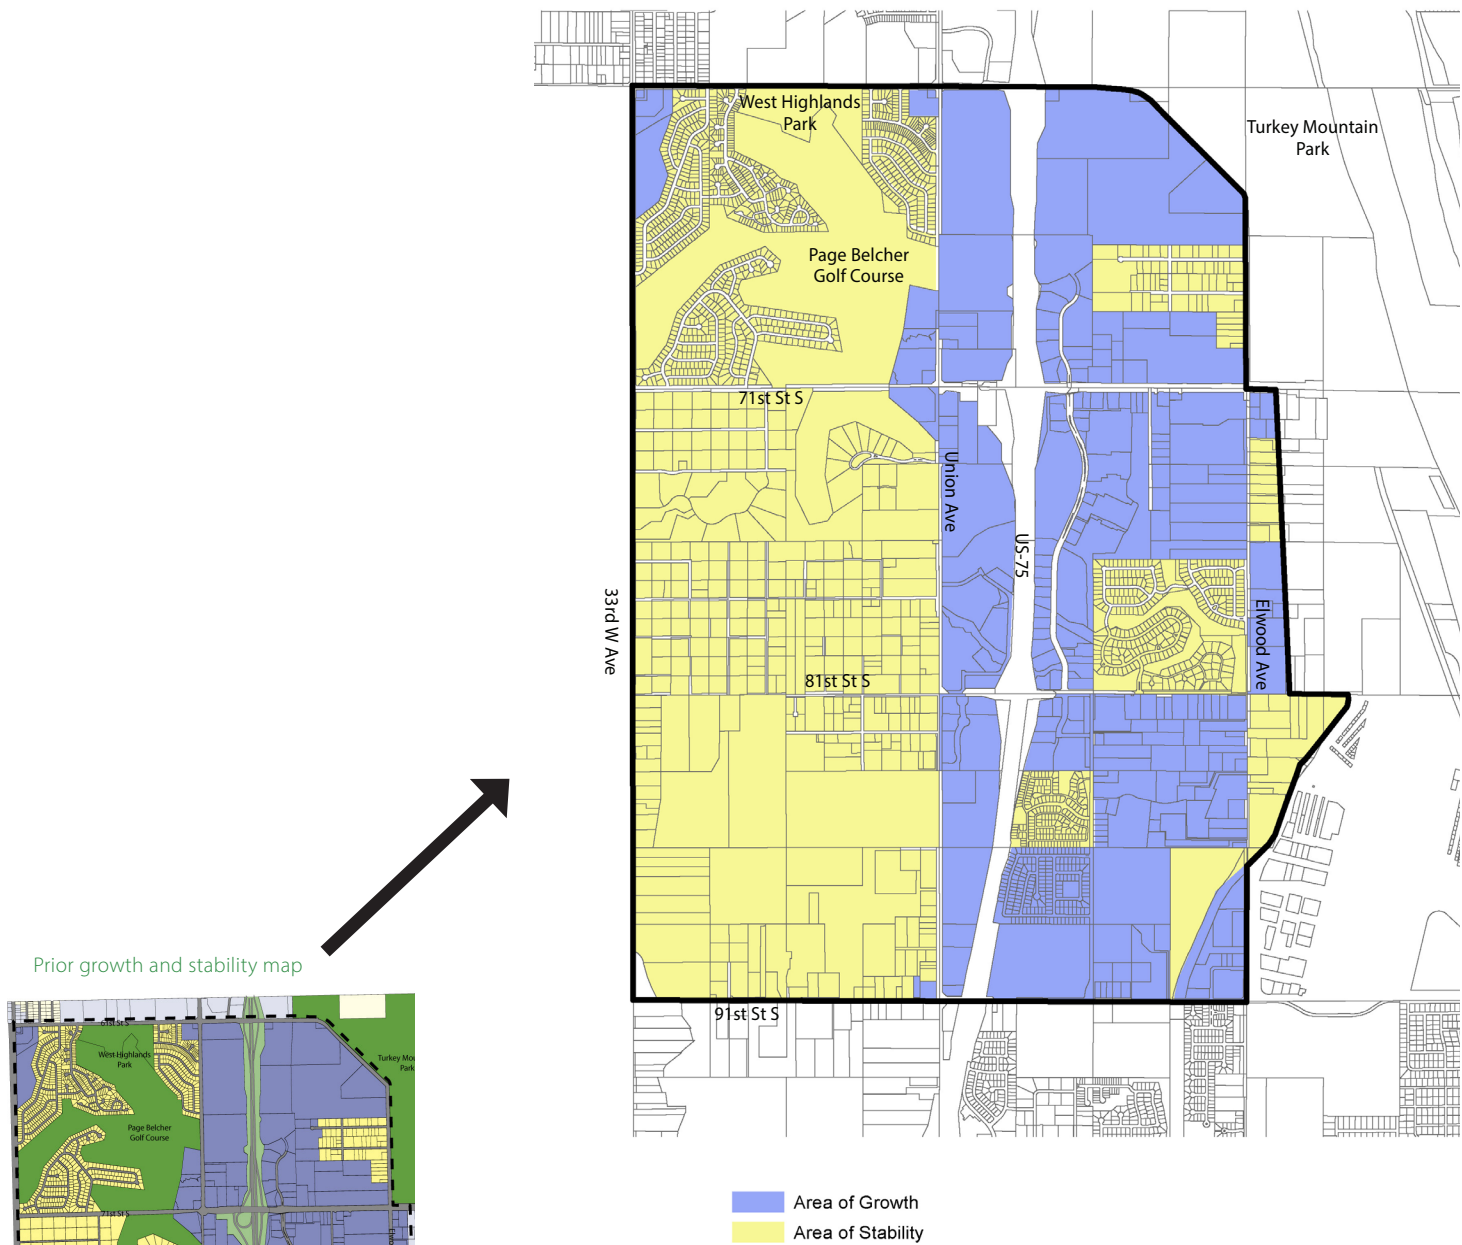 West Highlands
Park
Turkey Mountain
Park
Page Belcher
Golf Course
71st St S
Union Ave
US-75
33rd W Ave
Elwood Ave
81st St S
91st St S
Prior growth and stability map
61st St S
West Highlands
Park
Turkey Mou
Park
Page Belcher
Golf Course
71st St S
Area of Growth
Area of Stability